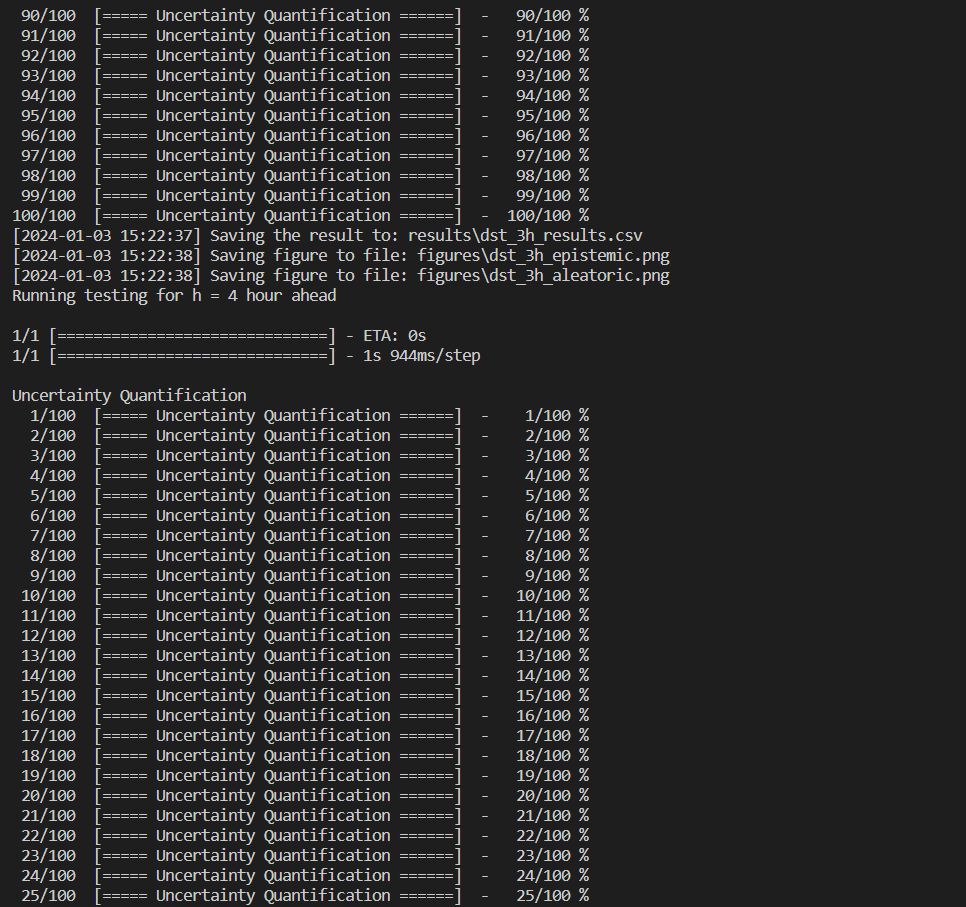 90/100  [===== Uncertainty Quantification ======]  -   90/100 %
 91/100  [===== Uncertainty Quantification ======]  -   91/100 %
 92/100  [===== Uncertainty Quantification ======]  -   92/100 %
 93/100  [===== Uncertainty Quantification ======]  -   93/100 %
 94/100  [===== Uncertainty Quantification ======]  -   94/100 %
 95/100  [===== Uncertainty Quantification ======]  -   95/100 %
 96/100  [===== Uncertainty Quantification ======]  -   96/100 %
 97/100  [===== Uncertainty Quantification ======]  -   97/100 %
 98/100  [===== Uncertainty Quantification ======]  -   98/100 %
 99/100  [===== Uncertainty Quantification ======]  -   99/100 %
100/100  [===== Uncertainty Quantification ======]  -  100/100 %
[2024-01-03 15:22:37] Saving the result to: results\dst_3h_results.csv
[2024-01-03 15:22:38] Saving figure to file: figures\dst_3h_epistemic.png
[2024-01-03 15:22:38] Saving figure to file: figures\dst_3h_aleatoric.png
Running testing for h = 4 hour ahead
1/1 [==============================] - ETA: 0s
1/1 [==============================] - 1s 944ms/step
Uncertainty Quantification
  1/100  [===== Uncertainty Quantification ======]  -    1/100 %
  2/100  [===== Uncertainty Quantification ======]  -    2/100 %
  3/100  [===== Uncertainty Quantification ======]  -    3/100 %
  4/100  [===== Uncertainty Quantification ======]  -    4/100 %
  5/100  [===== Uncertainty Quantification ======]  -    5/100 %
  6/100  [===== Uncertainty Quantification ======]  -    6/100 %
  7/100  [===== Uncertainty Quantification ======]  -    7/100 %
  8/100  [===== Uncertainty Quantification ======]  -    8/100 %
  9/100  [===== Uncertainty Quantification ======]  -    9/100 %
 10/100  [===== Uncertainty Quantification ======]  -   10/100 %
 11/100  [===== Uncertainty Quantification ======]  -   11/100 %
 12/100  [===== Uncertainty Quantification ======]  -   12/100 %
 13/100  [===== Uncertainty Quantification ======]  -   13/100 %
 14/100  [===== Uncertainty Quantification ======]  -   14/100 %
 15/100  [===== Uncertainty Quantification ======]  -   15/100 %
 16/100  [===== Uncertainty Quantification ======]  -   16/100 %
 17/100  [===== Uncertainty Quantification ======]  -   17/100 %
 18/100  [===== Uncertainty Quantification ======]  -   18/100 %
 19/100  [===== Uncertainty Quantification ======]  -   19/100 %
 20/100  [===== Uncertainty Quantification ======]  -   20/100 %
 21/100  [===== Uncertainty Quantification ======]  -   21/100 %
 22/100  [===== Uncertainty Quantification ======]  -   22/100 %
 23/100  [===== Uncertainty Quantification ======]  -   23/100 %
 24/100  [===== Uncertainty Quantification ======]  -   24/100 %
 25/100  [===== Uncertainty Quantification ======]  -   25/100 %